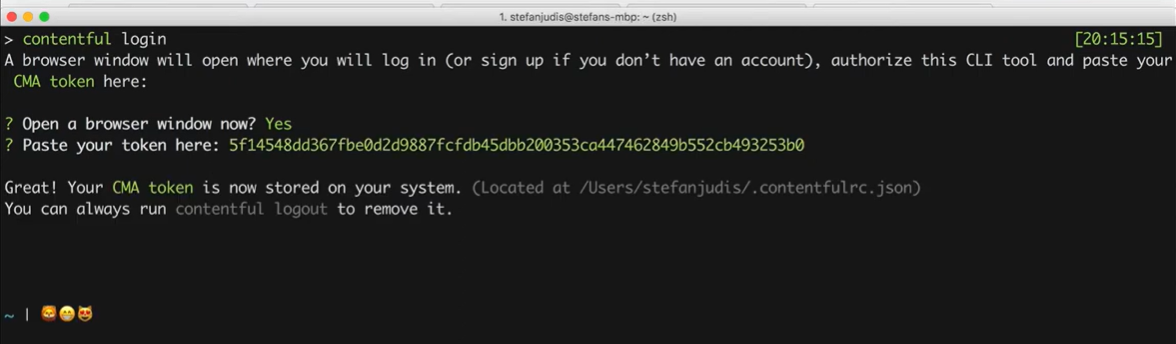 1. stefanjudis@stefans-mbp: ~ (zsh)
> contentful login [20:15:15]
A browser window will open where you will log in (or sign up if you don’t have an account), authorize this CLI tool and paste your
CMA token here:
? Open a browser window now? Yes
? Paste your token here: 5f14548dd367fbe0d2d9887fcfdb45dbb200353ca447462849b552cb493253b0
Great! Your CMA token is now stored on your system. (Located at /Users/stefanjudis/.contentfulrc.json)
You can always run contentful logout to remove it.
~ | 🦁😁😻